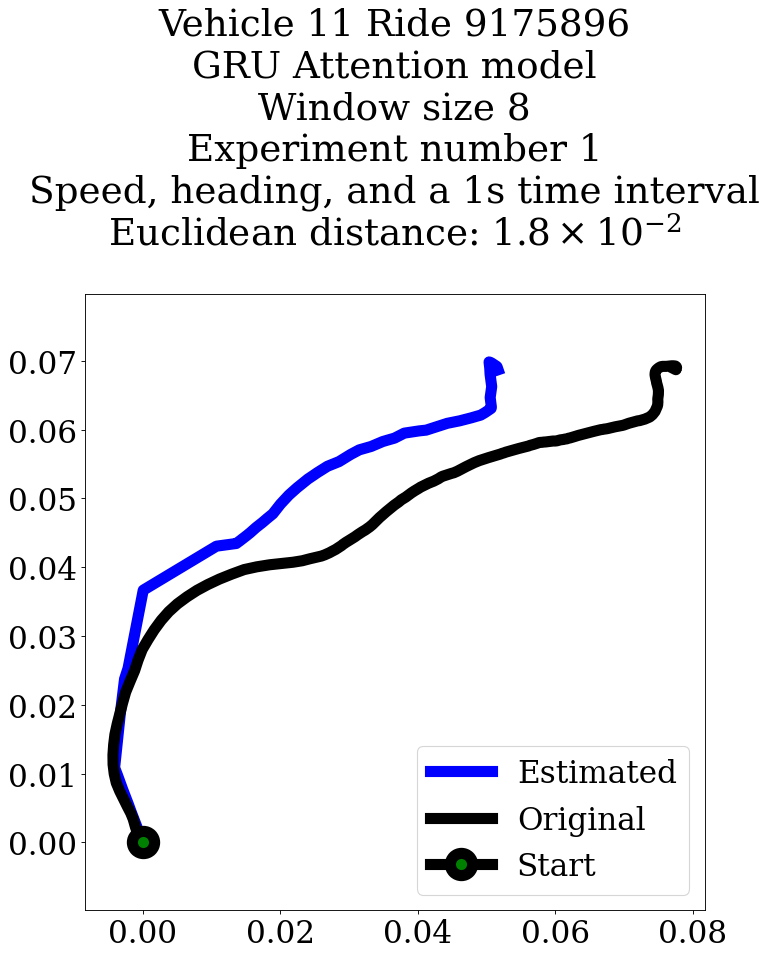 Vehicle 11 Ride 9175896
GRU Attention model
Window size 8
Experiment number 1
Speed, heading, and a 1s time interval
Euclidean distance: 1.8 × 10⁻²
0.07
0.06
0.05
0.04
0.03
0.02
0.01
0.00
Estimated
Original
Start
0.00 0.02 0.04 0.06 0.08